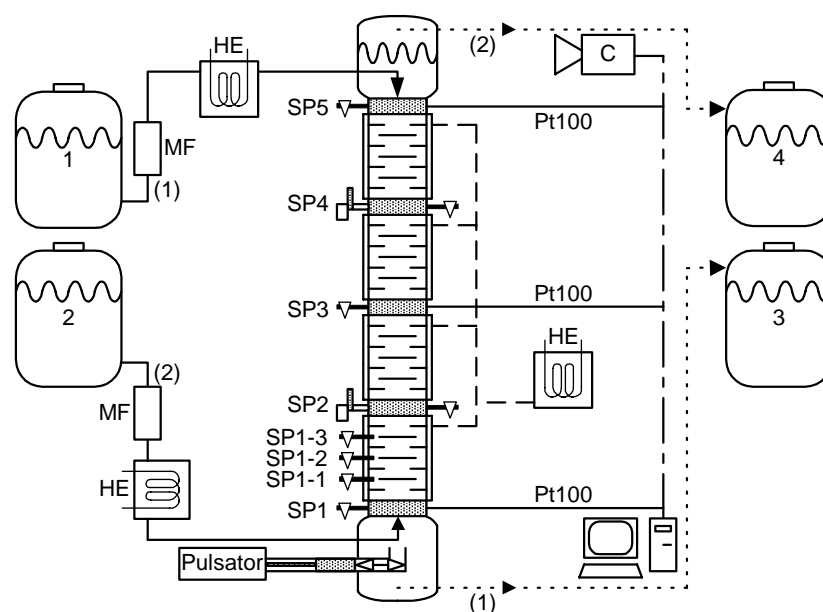 HE
(2)
C
SP5
Pt100
1
MF
4
(1)
SP4
2
SP3
Pt100
3
HE
(2)
MF
SP2
SP1-3
SP1-2
HE
SP1-1
Pt100
SP1
Pulsator
(1)